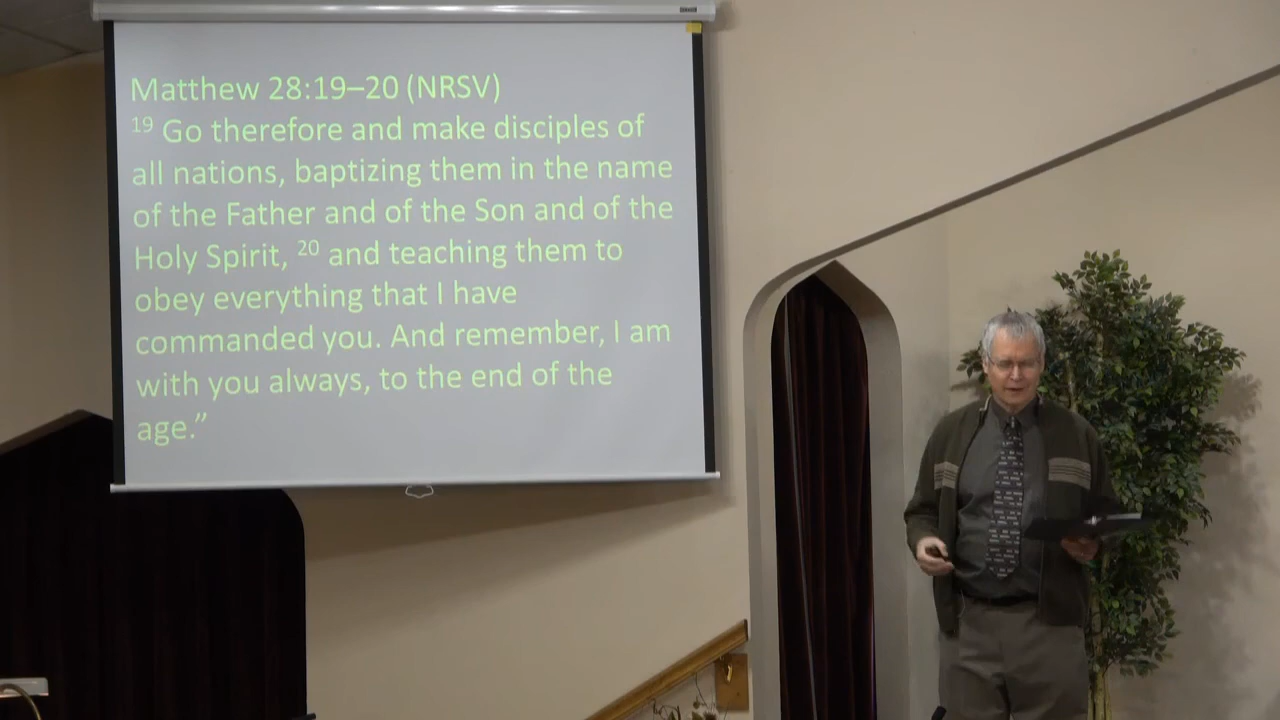 Matthew 28:19–20 (NRSV)
19 Go therefore and make disciples of
all nations, baptizing them in the name
of the Father and of the Son and of the
Holy Spirit, 20 and teaching them to
obey everything that I have
commanded you. And remember, I am
with you always, to the end of the
age.”